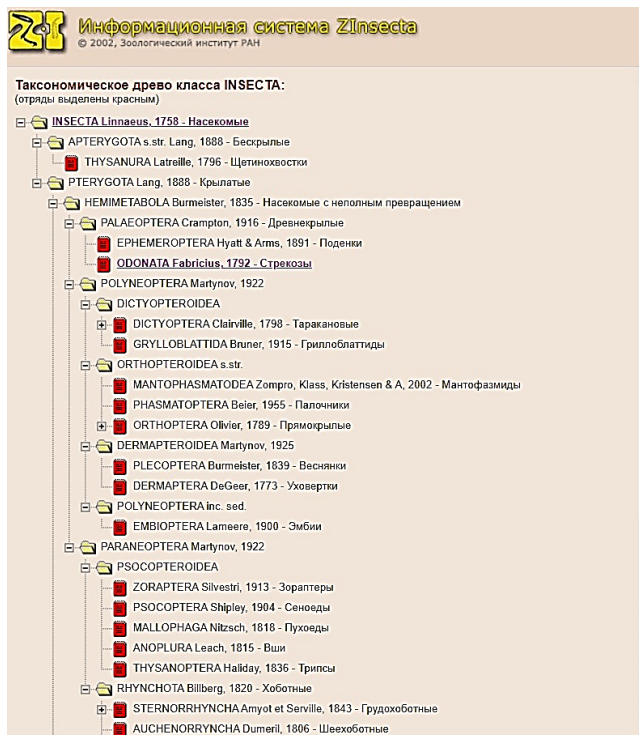 Информационная система ZInsecta
© 2002, Зоологический институт РАН
Таксономическое древо класса INSECTA:
(отряды выделены красным)
INSECTA Linnaeus, 1758 - Насекомые
APTERYGOTA s.str. Lang, 1888 - Бескрылые
THYSANURA Latreille, 1796 - Щетинохвостки
PTERYGOTA Lang, 1888 - Крылатые
HEMIMETABOLA Burmeister, 1835 - Насекомые с неполным превращением
PALAEOPTERA Crampton, 1916 - Древнекрылые
EPHEMEROPTERA Hyatt & Arms, 1891 - Поденки
ODONATA Fabricius, 1792 - Стрекозы
POLYNEOPTERA Martynov, 1922
DICTYOPTEROIDEA
DICTYOPTERA Clairville, 1798 - Таракановые
GRYLLOBLATTIDA Bruner, 1915 - Гриллоблаттиды
ORTHOPTEROIDEA s.str.
MANTOPHASMATODEA Zompro, Klass, Kristensen & A, 2002 - Мантофазмиды
PHASMATOPTERA Beier, 1955 - Палочники
ORTHOPTERA Olivier, 1789 - Прямокрылые
DERMAPTEROIDEA Martynov, 1925
PLECOPTERA Burmeister, 1839 - Веснянки
DERMAPTERA DeGeer, 1773 - Уховертки
POLYNEOPTERA inc. sed.
EMBIOPTERA Lameere, 1900 - Эмбии
PARANEOPTERA Martynov, 1922
PSOCOPTEROIDEA
ZORAPTERA Silvestri, 1913 - Зораптеры
PSOCOPTERA Shipley, 1904 - Сеноеды
MALLOPHAGA Nitzsch, 1818 - Пухоеды
ANOPLURA Leach, 1815 - Вши
THYSANOPTERA Haliday, 1836 - Трипсы
RHYNCHOTA Billberg, 1820 - Хоботные
STERNORRHYNCHA Amyot et Serville, 1843 - Грудохоботные
AUCHENORRYNCHA Dumeril, 1806 - Шеехоботные